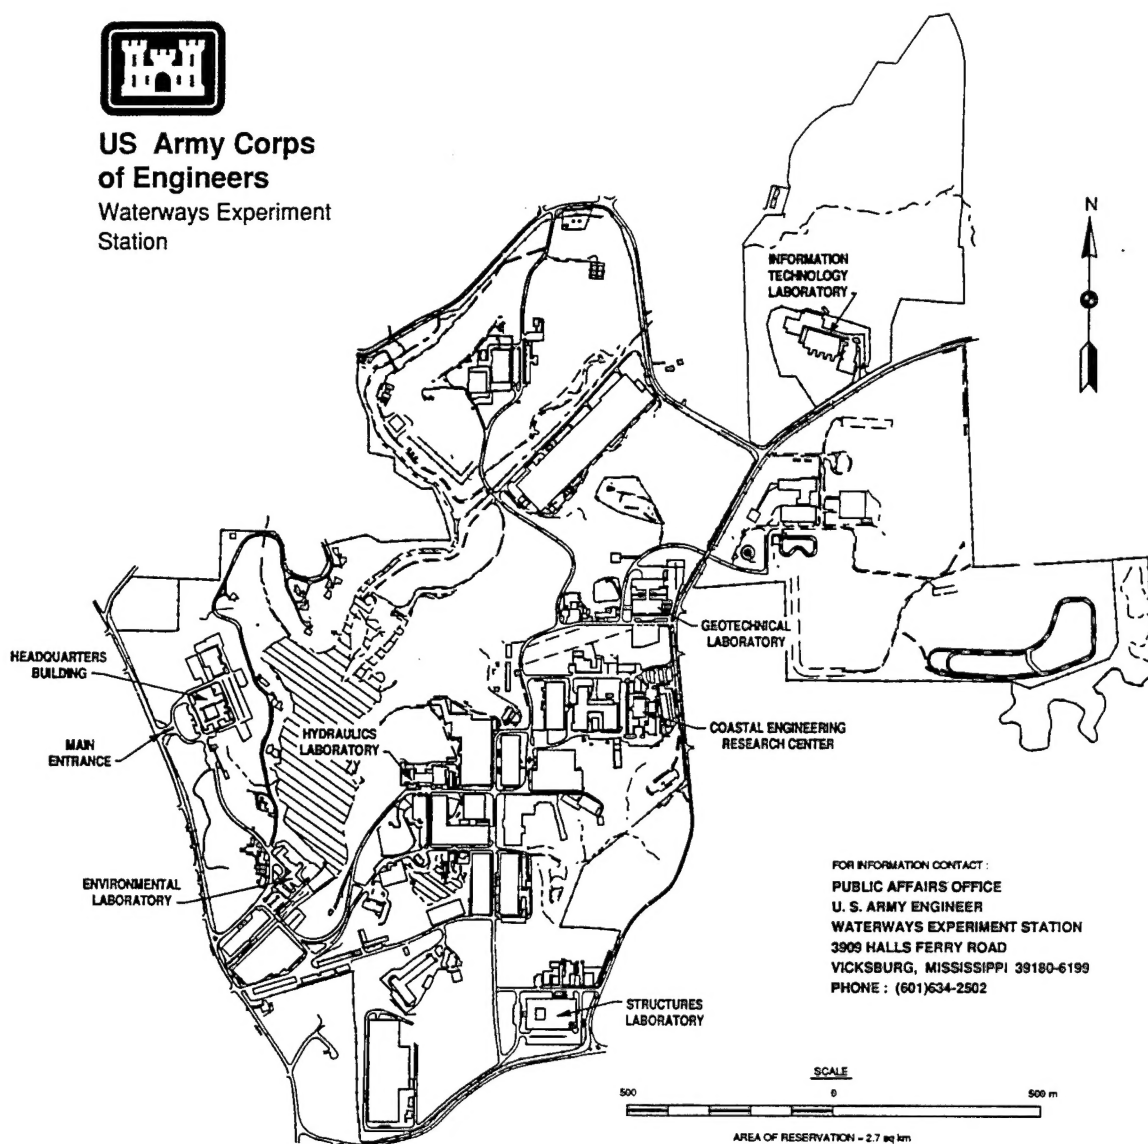 US Army Corps
of Engineers
Waterways Experiment
Station
N
INFORMATION
TECHNOLOGY
LABORATORY
GEOTECHNICAL
LABORATORY
HEADQUARTERS
BUILDING
HYDRAULICS
LABORATORY
COASTAL ENGINEERING
RESEARCH CENTER
MAIN
ENTRANCE
ENVIRONMENTAL
LABORATORY
FOR INFORMATION CONTACT :
PUBLIC AFFAIRS OFFICE
U. S. ARMY ENGINEER
WATERWAYS EXPERIMENT STATION
3909 HALLS FERRY ROAD
VICKSBURG, MISSISSIPPI 39180-6199
PHONE : (601)634-2502
STRUCTURES
LABORATORY
SCALE
500 0 500 m
AREA OF RESERVATION = 2.7 sq km